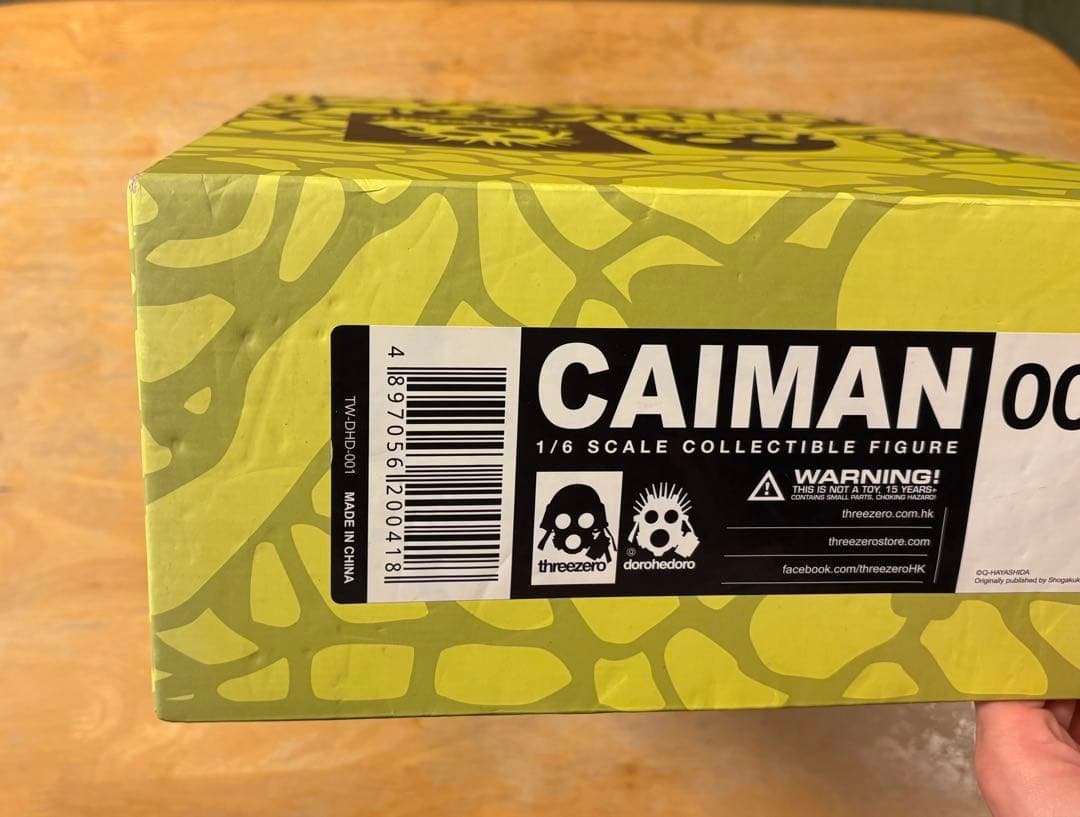 TW-DHD-001 MADE IN CHINA
4 897056 200418
CAIMAN
1/6 SCALE COLLECTIBLE FIGURE
WARNING!
THIS IS NOT A TOY, 15 YEARS+
CONTAINS SMALL PARTS, CHOKING HAZARD!
threezero
© dorohedoro
threezero.com.hk
threezerostore.com
facebook.com/threezeroHK
©Q-HAYASHIDA
Originally published by